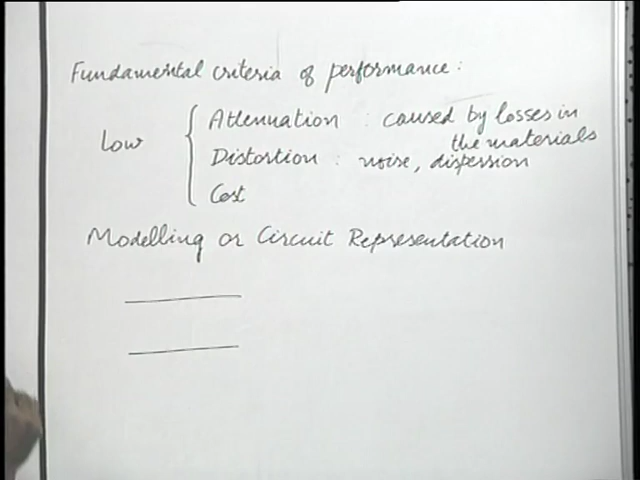 Fundamental criteria of performance:
Low { Attenuation : caused by losses in
the materials
Distortion : noise, dispersion
Cost
Modelling or Circuit Representation